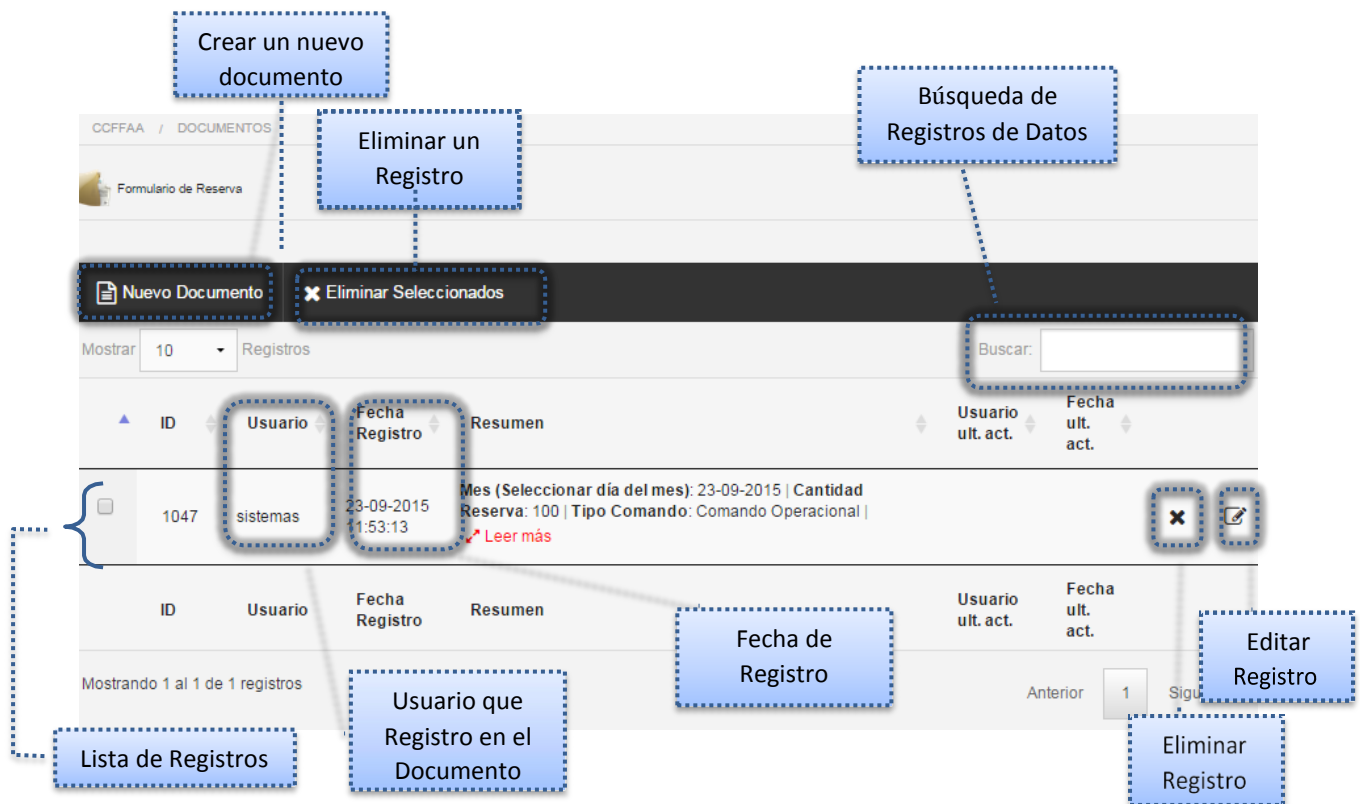 Crear un nuevo
documento
Búsqueda de
Registros de Datos
CCFFAA / DOCUMENTOS
Eliminar un
Registro
Formulario de Reserva
Nuevo Documento
Eliminar Seleccionados
Mostrar 10 Registros
Buscar:
ID
Usuario
Fecha
Registro
Resumen
Usuario
ult. act.
Fecha
ult.
act.
1047
sistemas
23-09-2015
11:53:13
Mes (Seleccionar día del mes): 23-09-2015 | Cantidad
Reserva: 100 | Tipo Comando: Comando Operacional |
Leer más
ID
Usuario
Fecha
Registro
Resumen
Usuario
ult. act.
Fecha
ult.
act.
Fecha de
Registro
Editar
Registro
Mostrando 1 al 1 de 1 registros
Anterior 1
Usuario que
Registro en el
Documento
Lista de Registros
Eliminar
Registro